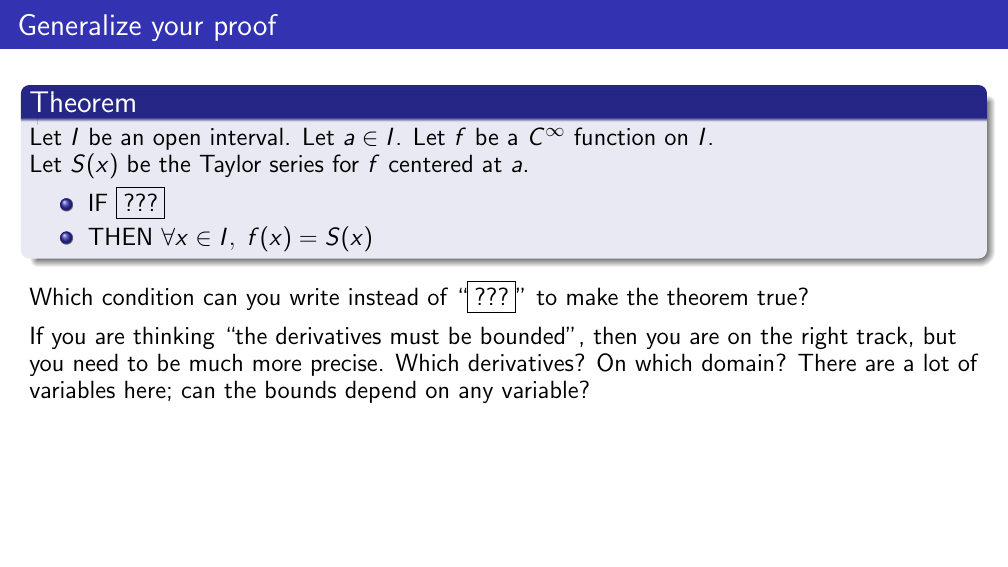 Generalize your proof
Theorem
Let I be an open interval. Let a ∈ I. Let f be a C^∞ function on I.
Let S(x) be the Taylor series for f centered at a.
IF ???
THEN ∀x ∈ I, f(x) = S(x)
Which condition can you write instead of “ ??? ” to make the theorem true?
If you are thinking “the derivatives must be bounded”, then you are on the right track, but
you need to be much more precise. Which derivatives? On which domain? There are a lot of
variables here; can the bounds depend on any variable?